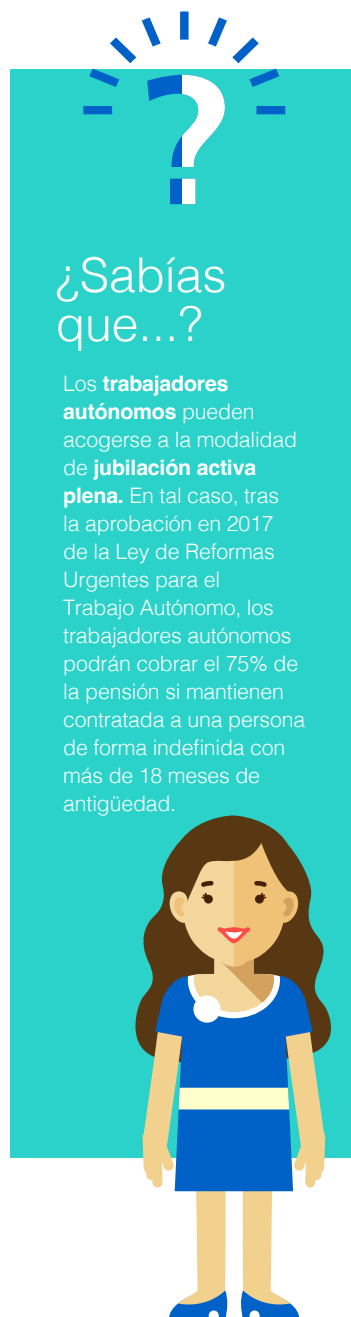 ?
¿Sabías
que...?
Los trabajadores
autónomos pueden
acogerse a la modalidad
de jubilación activa
plena. En tal caso, tras
la aprobación en 2017
de la Ley de Reformas
Urgentes para el
Trabajo Autónomo, los
trabajadores autónomos
podrán cobrar el 75% de
la pensión si mantienen
contratada a una persona
de forma indefinida con
más de 18 meses de
antigüedad.